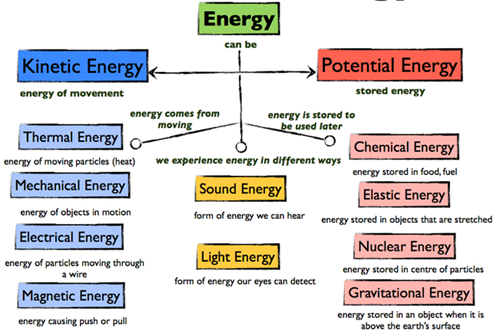 Energy
can be
Kinetic Energy
Potential Energy
energy of movement
stored energy
energy comes from
moving
energy is stored to
be used later
we experience energy in different ways
Thermal Energy
energy of moving particles (heat)
Mechanical Energy
energy of objects in motion
Electrical Energy
energy of particles moving through
a wire
Magnetic Energy
energy causing push or pull
Sound Energy
form of energy we can hear
Light Energy
form of energy our eyes can detect
Chemical Energy
energy stored in food, fuel
Elastic Energy
energy stored in objects that are stretched
Nuclear Energy
energy stored in centre of particles
Gravitational Energy
energy stored in an object when it is
above the earth's surface